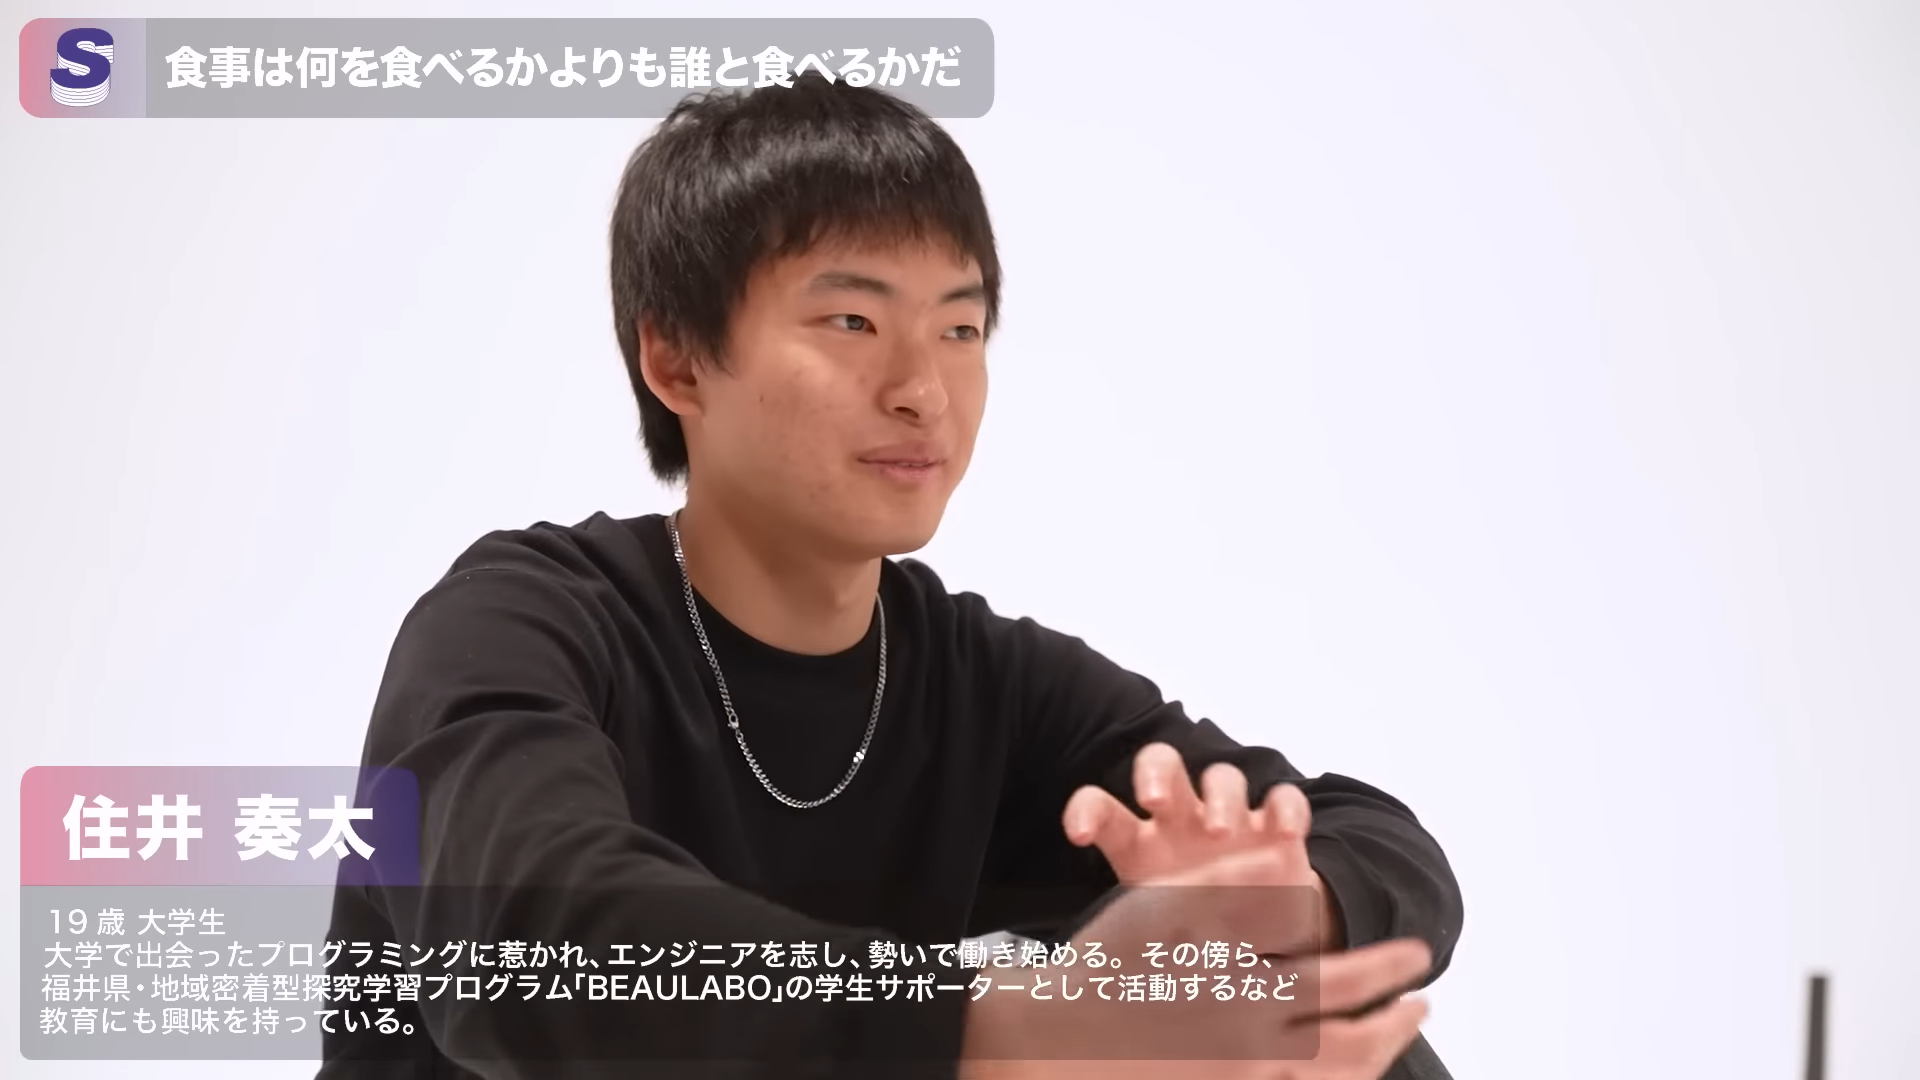 S
食事は何を食べるかよりも誰と食べるかだ
住井 奏太
19歳 大学生
大学で出会ったプログラミングに惹かれ、エンジニアを志し、勢いで働き始める。その傍ら、
福井県・地域密着型探究学習プログラム「BEAULABO」の学生サポーターとして活動するなど
教育にも興味を持っている。